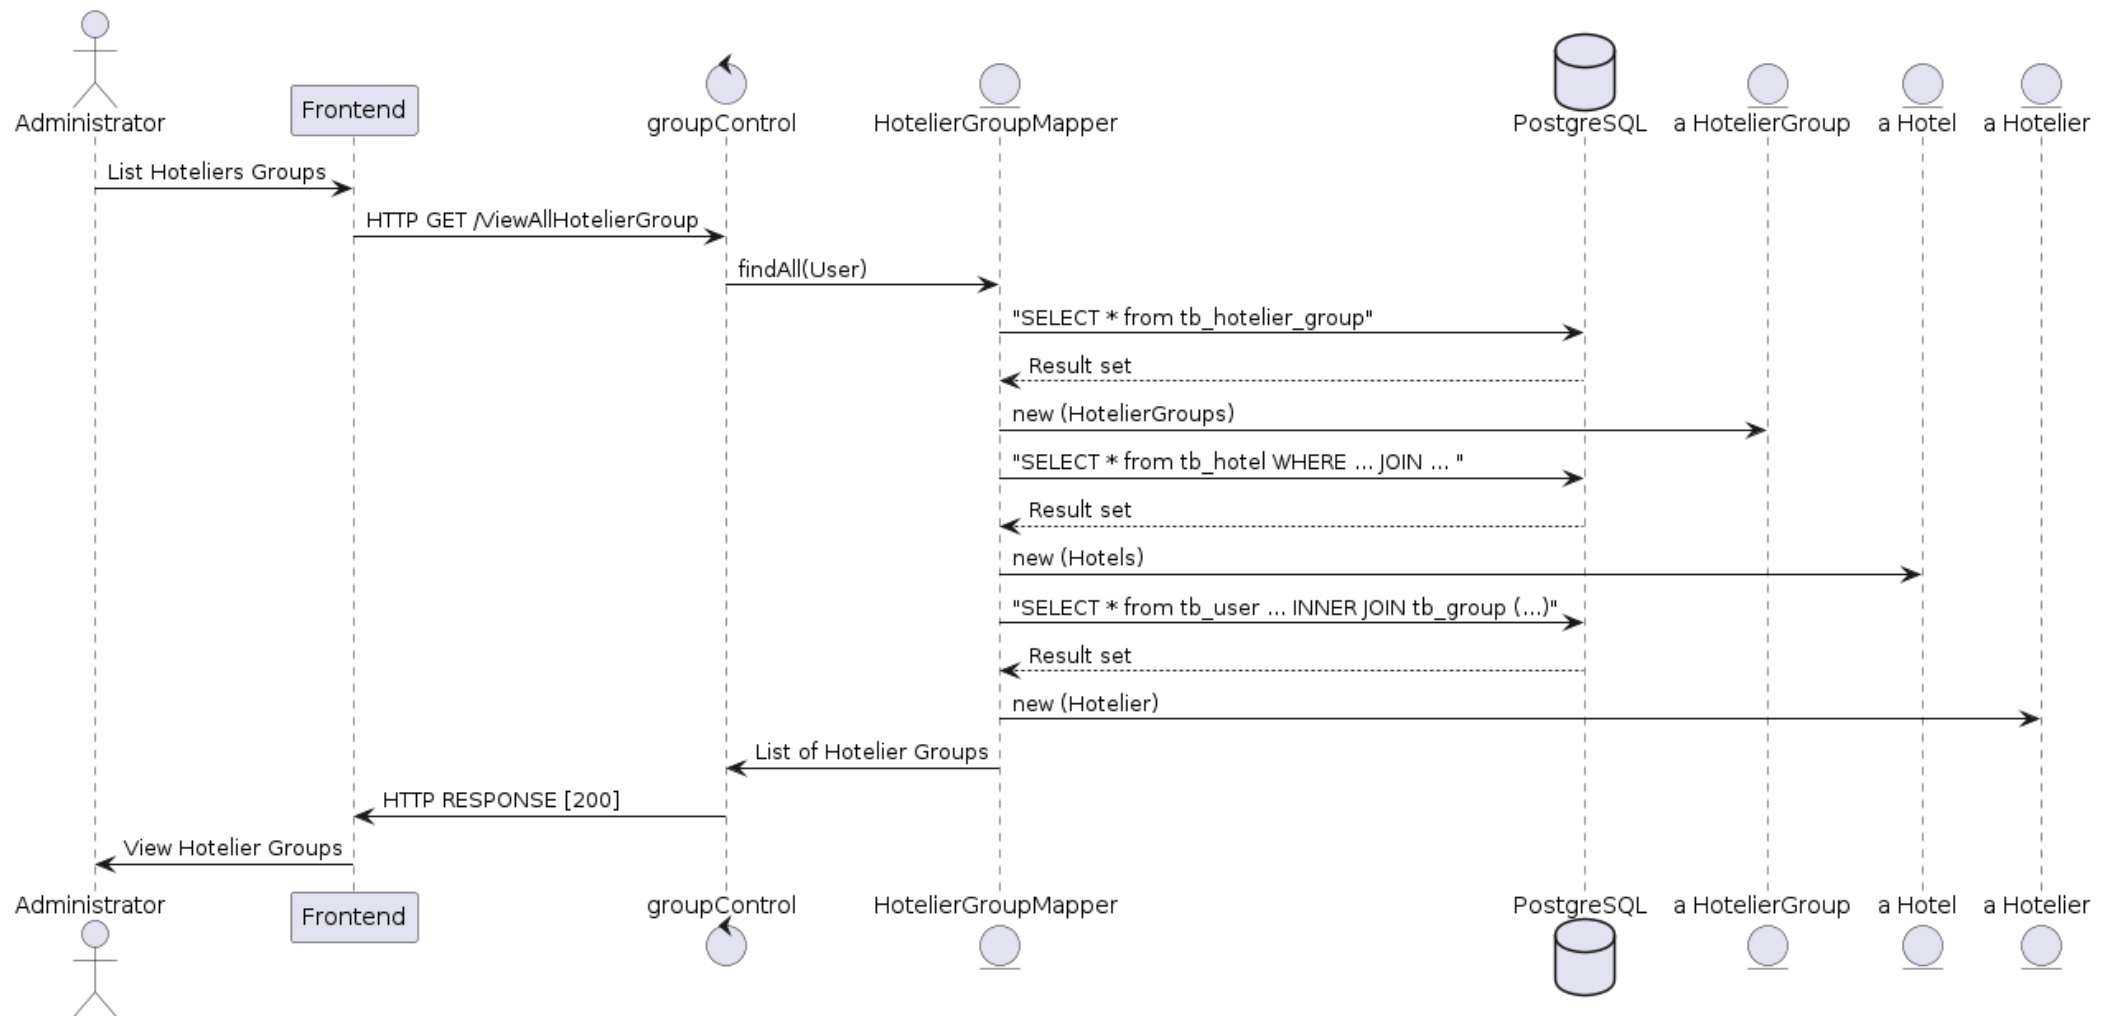 Administrator
Frontend
groupControl
HotelierGroupMapper
PostgreSQL
a HotelierGroup
a Hotel
a Hotelier
List Hoteliers Groups
HTTP GET /ViewAllHotelierGroup
findAll(User)
"SELECT * from tb_hotelier_group"
Result set
new (HotelierGroups)
"SELECT * from tb_hotel WHERE ... JOIN ... "
Result set
new (Hotels)
"SELECT * from tb_user ... INNER JOIN tb_group (...)"
Result set
new (Hotelier)
List of Hotelier Groups
HTTP RESPONSE [200]
View Hotelier Groups
Administrator
Frontend
groupControl
HotelierGroupMapper
PostgreSQL
a HotelierGroup
a Hotel
a Hotelier